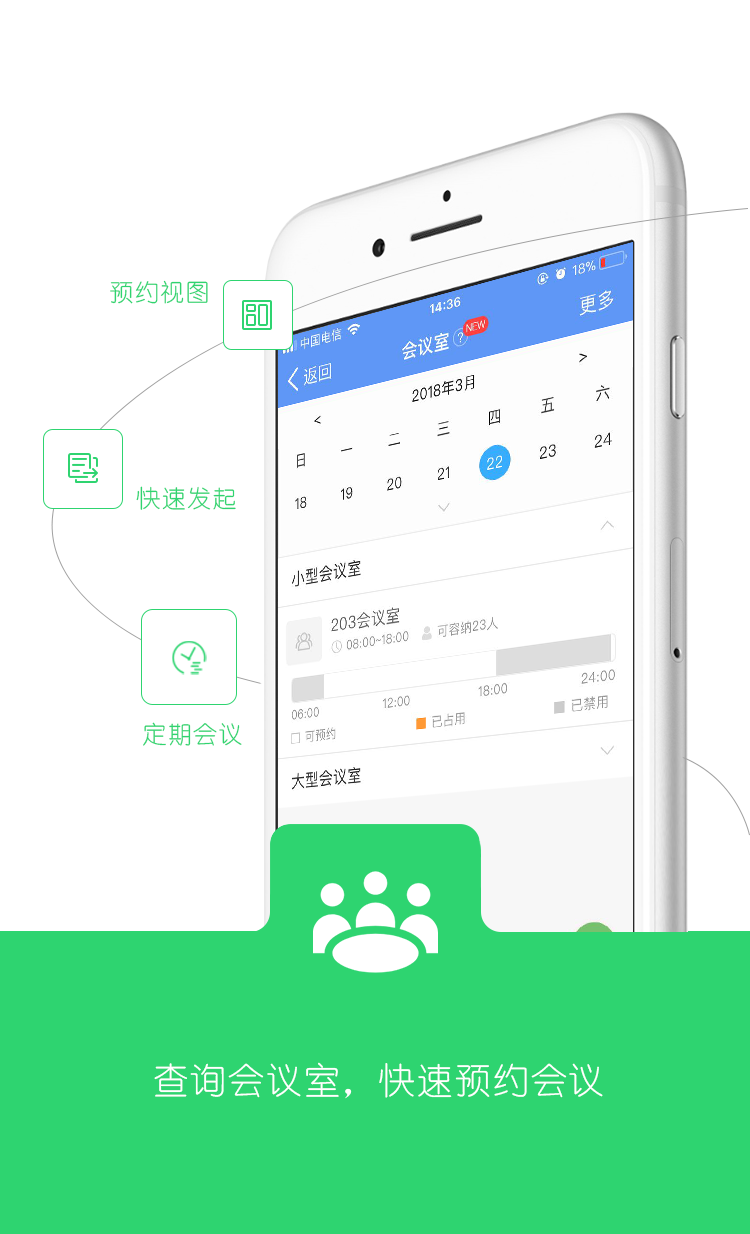 预约视图
快速发起
定期会议
中国电信
14:36
18%
返回
会议室
?
NEW
更多
<
2018年3月
>
日 一 二 三 四 五 六
18 19 20 21 22 23 24
小型会议室
203会议室
08:00~18:00 可容纳23人
06:00 12:00 18:00 24:00
可预约 已占用 已禁用
大型会议室
查询会议室，快速预约会议